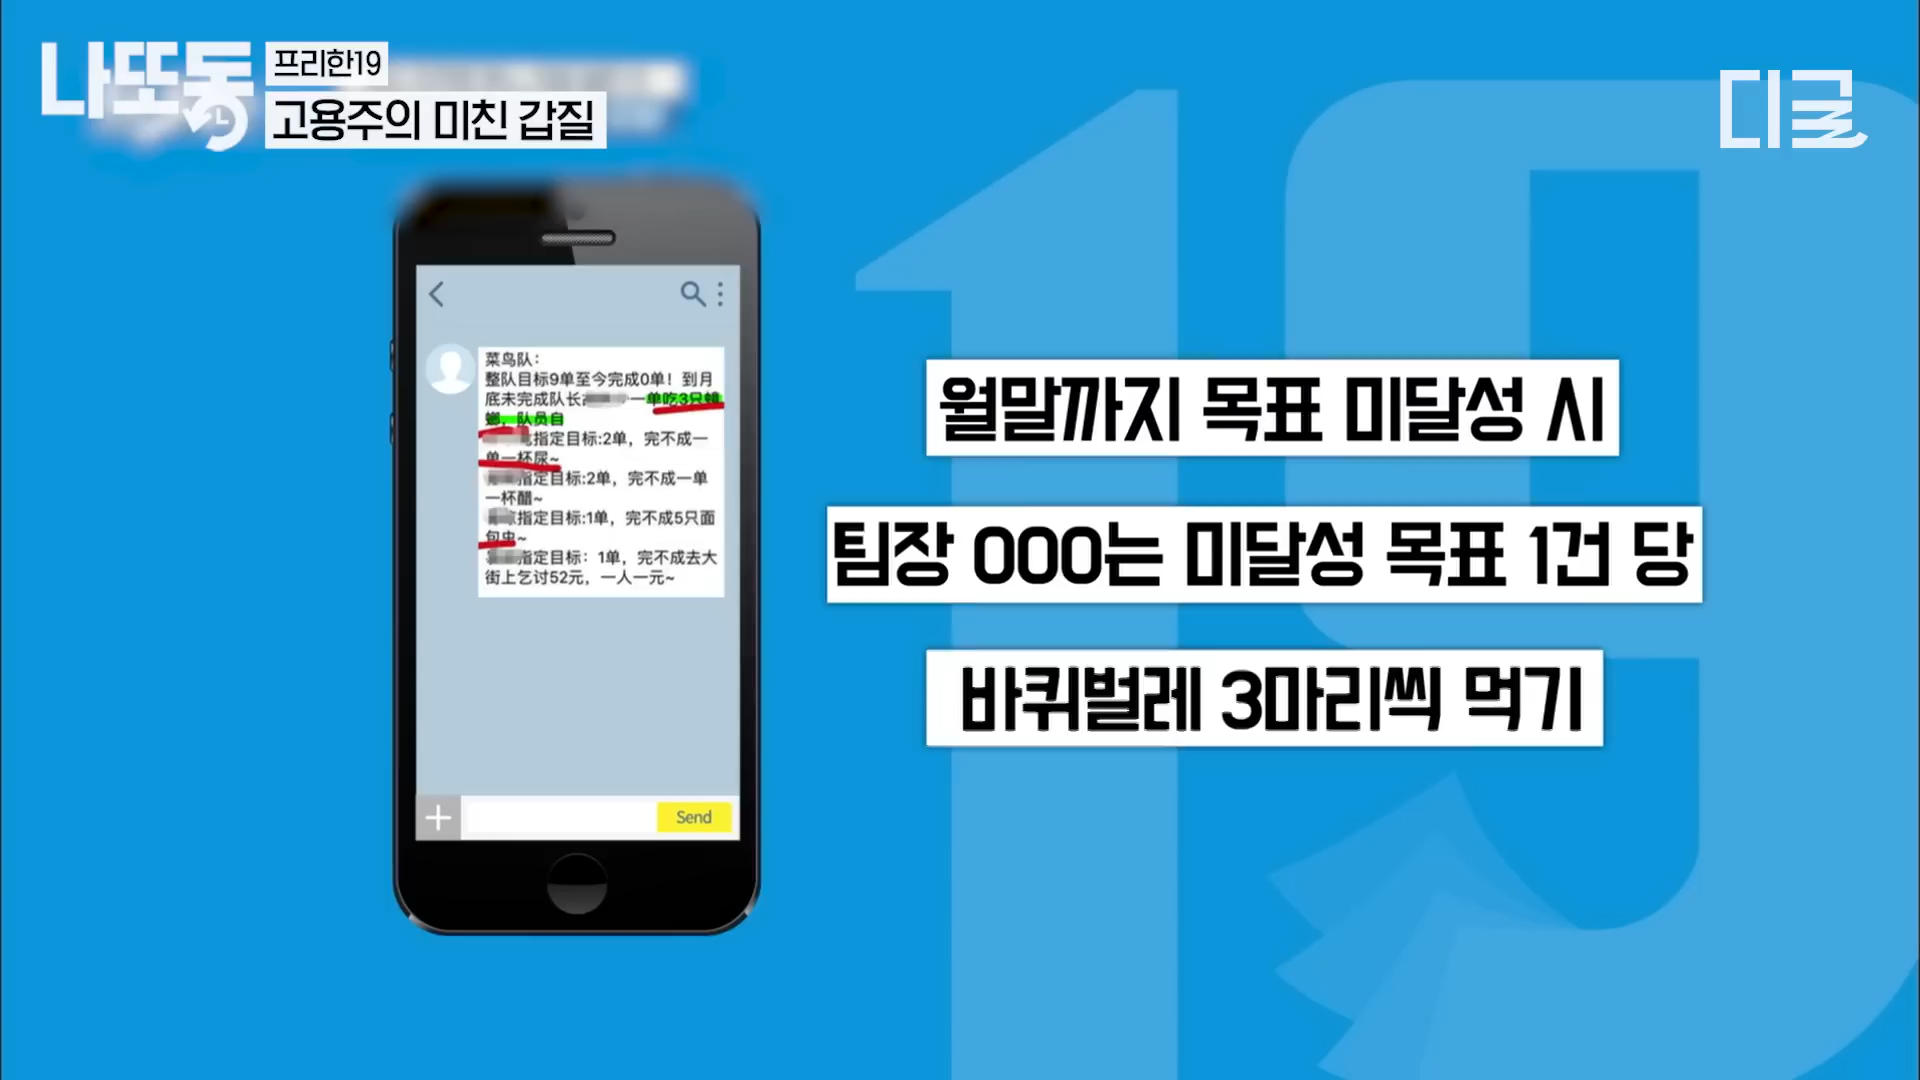 나또동
프리한19
고용주의 미친 갑질
디글
19
菜鸟队：
整队目标9单至今完成0单！到月
底未完成队长 一单吃3只蟑
螂，队员自
指定目标:2单，完不成一
单一杯尿~
指定目标:2单，完不成一单
一杯醋~
指定目标:1单，完不成5只面
包虫~
指定目标：1单，完不成去大
街上乞讨52元，一人一元~
Send
월말까지 목표 미달성 시
팀장 OOO는 미달성 목표 1건 당
바퀴벌레 3마리씩 먹기